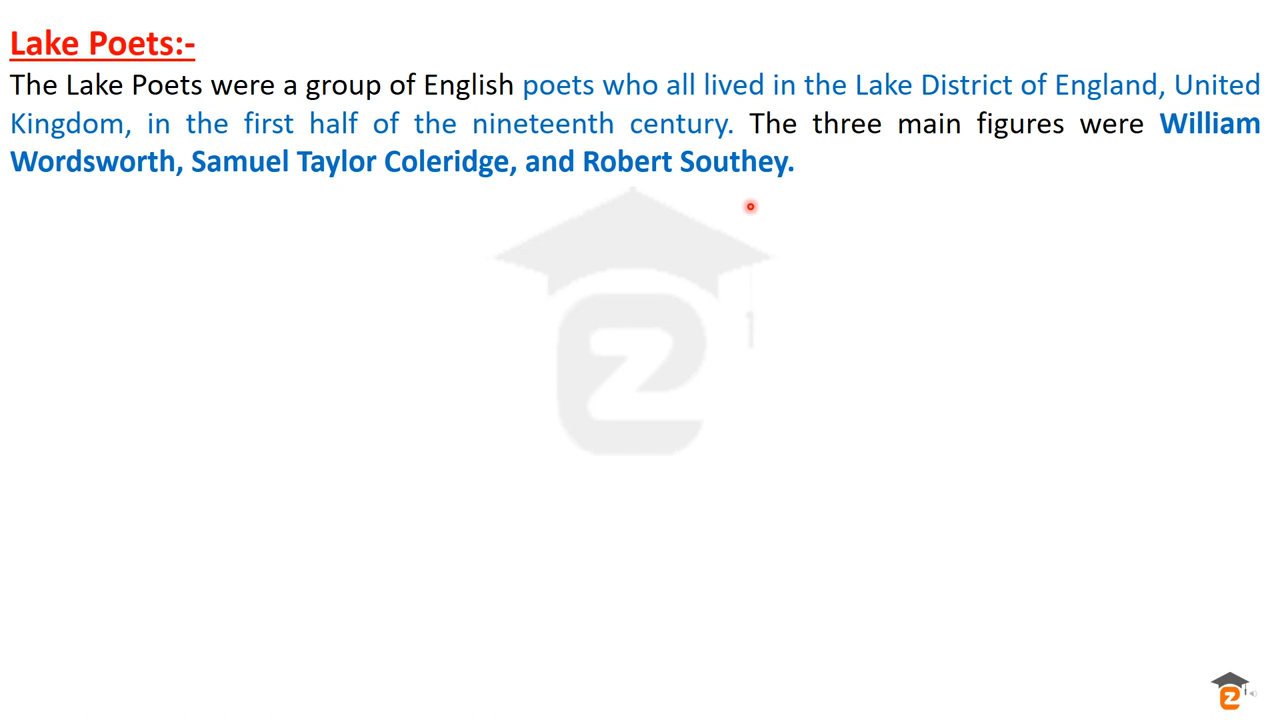 Lake Poets:-
The Lake Poets were a group of English poets who all lived in the Lake District of England, United
Kingdom, in the first half of the nineteenth century. The three main figures were William
Wordsworth, Samuel Taylor Coleridge, and Robert Southey.